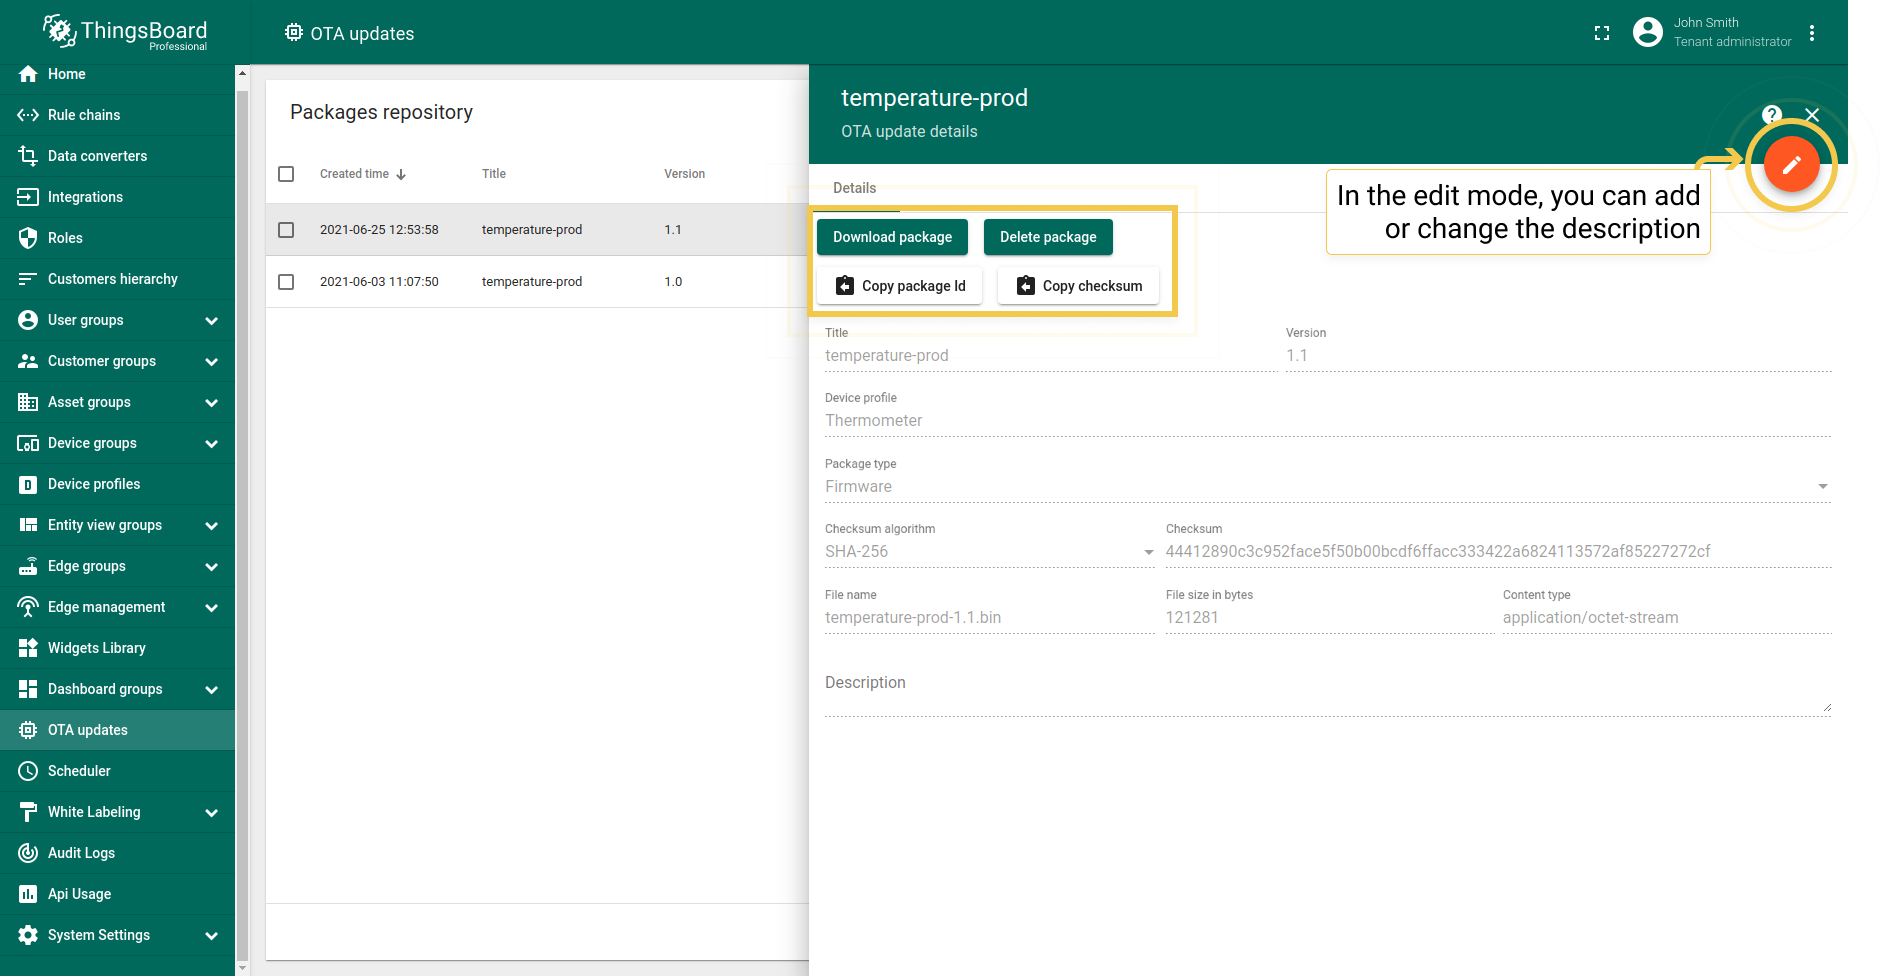 ThingsBoard
Professional
OTA updates
John Smith
Tenant administrator
Home
Rule chains
Data converters
Integrations
Roles
Customers hierarchy
User groups
Customer groups
Asset groups
Device groups
Device profiles
Entity view groups
Edge groups
Edge management
Widgets Library
Dashboard groups
OTA updates
Scheduler
White Labeling
Audit Logs
Api Usage
System Settings
Packages repository
Created time Title Version
2021-06-25 12:53:58 temperature-prod 1.1
2021-06-03 11:07:50 temperature-prod 1.0
temperature-prod
OTA update details
Details
In the edit mode, you can add
or change the description
Download package Delete package
Copy package Id Copy checksum
Title Version
temperature-prod 1.1
Device profile
Thermometer
Package type
Firmware
Checksum algorithm Checksum
SHA-256 44412890c3c952face5f50b00bcdf6ffacc333422a6824113572af85227272cf
File name File size in bytes Content type
temperature-prod-1.1.bin 121281 application/octet-stream
Description